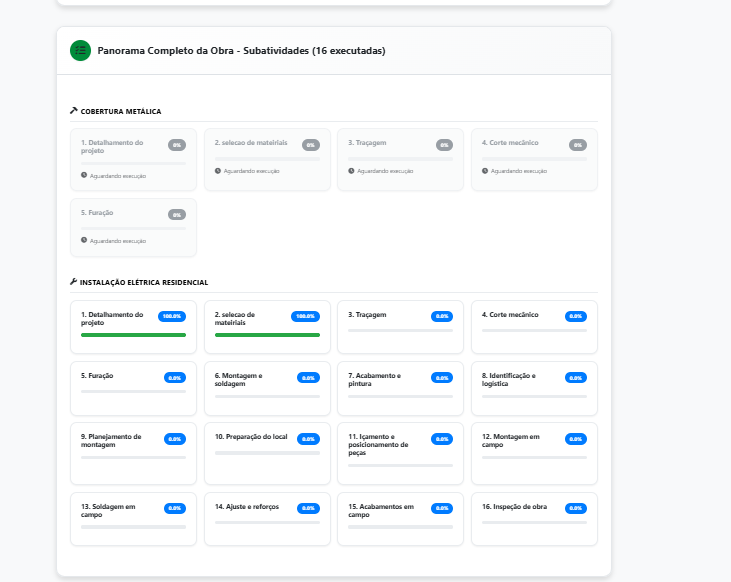 Panorama Completo da Obra - Subatividades (16 executadas)
COBERTURA METÁLICA
1. Detalhamento do
projeto
0%
Aguardando execução
2. selecao de mateiriais
0%
Aguardando execução
3. Traçagem
0%
Aguardando execução
4. Corte mecânico
0%
Aguardando execução
5. Furação
0%
Aguardando execução
INSTALAÇÃO ELÉTRICA RESIDENCIAL
1. Detalhamento do
projeto
100.0%
2. selecao de
mateiriais
100.0%
3. Traçagem
0.0%
4. Corte mecânico
0.0%
5. Furação
0.0%
6. Montagem e
soldagem
0.0%
7. Acabamento e
pintura
0.0%
8. Identificação e
logística
0.0%
9. Planejamento de
montagem
0.0%
10. Preparação do local
0.0%
11. Içamento e
posicionamento de
peças
0.0%
12. Montagem em
campo
0.0%
13. Soldagem em
campo
0.0%
14. Ajuste e reforços
0.0%
15. Acabamentos em
campo
0.0%
16. Inspeção de obra
0.0%